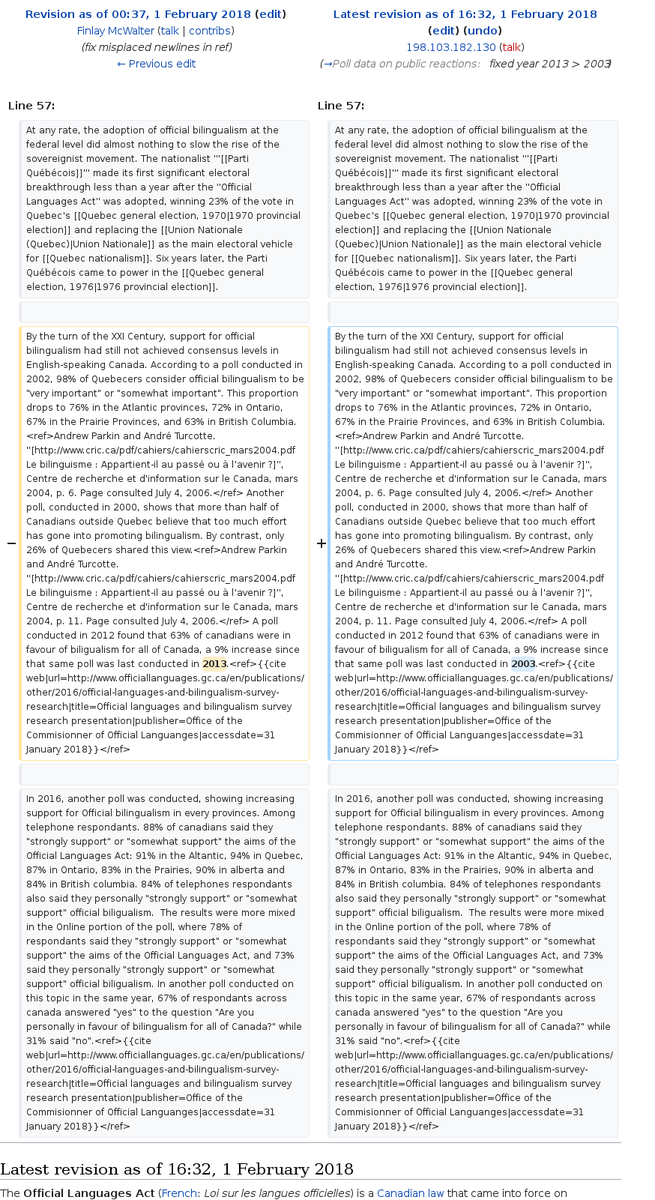 Revision as of 00:37, 1 February 2018 (edit)
Finlay McWalter (talk | contribs)
(fix misplaced newlines in ref)
← Previous edit
Latest revision as of 16:32, 1 February 2018
(edit) (undo)
198.103.182.130 (talk)
(→Poll data on public reactions: fixed year 2013 > 2003)
Line 57:
At any rate, the adoption of official bilingualism at the
federal level did almost nothing to slow the rise of the
sovereignist movement. The nationalist '''[[Parti
Québécois]]''' made its first significant electoral
breakthrough less than a year after the ''Official
Languages Act'' was adopted, winning 23% of the vote in
Quebec's [[Quebec general election, 1970|1970 provincial
election]] and replacing the [[Union Nationale
(Quebec)|Union Nationale]] as the main electoral vehicle
for [[Quebec nationalism]]. Six years later, the Parti
Québécois came to power in the [[Quebec general
election, 1976|1976 provincial election]].
−
By the turn of the XXI Century, support for official
bilingualism had still not achieved consensus levels in
English-speaking Canada. According to a poll conducted in
2002, 98% of Quebecers consider official bilingualism to be
"very important" or "somewhat important". This proportion
drops to 76% in the Atlantic provinces, 72% in Ontario,
67% in the Prairie Provinces, and 63% in British Columbia.
<ref>Andrew Parkin and André Turcotte.
"[http://www.cric.ca/pdf/cahiers/cahierscric_mars2004.pdf
Le bilinguisme : Appartient-il au passé ou à l'avenir ?]",
Centre de recherche et d'information sur le Canada, mars
2004, p. 6. Page consulted July 4, 2006.</ref> Another
poll, conducted in 2000, shows that more than half of
Canadians outside Quebec believe that too much effort
has gone into promoting bilingualism. By contrast, only
26% of Quebecers shared this view.<ref>Andrew Parkin
and André Turcotte.
"[http://www.cric.ca/pdf/cahiers/cahierscric_mars2004.pdf
Le bilinguisme : Appartient-il au passé ou à l'avenir ?]",
Centre de recherche et d'information sur le Canada, mars
2004, p. 11. Page consulted July 4, 2006.</ref> A poll
conducted in 2012 found that 63% of canadians were in
favour of biligualism for all of Canada, a 9% increase since
that same poll was last conducted in 2013.<ref>{{cite
web|url=http://www.officiallanguages.gc.ca/en/publications/
other/2016/official-languages-and-bilingualism-survey-
research|title=Official languages and bilingualism survey
research presentation|publisher=Office of the
Commisionner of Official Languanges|accessdate=31
January 2018}}</ref>
In 2016, another poll was conducted, showing increasing
support for Official bilingualism in every provinces. Among
telephone respondants. 88% of canadians said they
"strongly support" or "somewhat support" the aims of the
Official Languages Act: 91% in the Altantic, 94% in Quebec,
87% in Ontario, 83% in the Prairies, 90% in alberta and
84% in British columbia. 84% of telephones respondants
also said they personally "strongly support" or "somewhat
support" official biligualism.  The results were more mixed
in the Online portion of the poll, where 78% of
respondants said they "strongly support" or "somewhat
support" the aims of the Official Languages Act, and 73%
said they personally "strongly support" or "somewhat
support" official biligualism. In another poll conducted on
this topic in the same year, 67% of respondants across
canada answered "yes" to the question "Are you
personally in favour of bilingualism for all of Canada?" while
31% said "no".<ref>{{cite
web|url=http://www.officiallanguages.gc.ca/en/publications/
other/2016/official-languages-and-bilingualism-survey-
research|title=Official languages and bilingualism survey
research presentation|publisher=Office of the
Commisionner of Official Languanges|accessdate=31
January 2018}}</ref>
Line 57:
At any rate, the adoption of official bilingualism at the
federal level did almost nothing to slow the rise of the
sovereignist movement. The nationalist '''[[Parti
Québécois]]''' made its first significant electoral
breakthrough less than a year after the ''Official
Languages Act'' was adopted, winning 23% of the vote in
Quebec's [[Quebec general election, 1970|1970 provincial
election]] and replacing the [[Union Nationale
(Quebec)|Union Nationale]] as the main electoral vehicle
for [[Quebec nationalism]]. Six years later, the Parti
Québécois came to power in the [[Quebec general
election, 1976|1976 provincial election]].
+
By the turn of the XXI Century, support for official
bilingualism had still not achieved consensus levels in
English-speaking Canada. According to a poll conducted in
2002, 98% of Quebecers consider official bilingualism to be
"very important" or "somewhat important". This proportion
drops to 76% in the Atlantic provinces, 72% in Ontario,
67% in the Prairie Provinces, and 63% in British Columbia.
<ref>Andrew Parkin and André Turcotte.
"[http://www.cric.ca/pdf/cahiers/cahierscric_mars2004.pdf
Le bilinguisme : Appartient-il au passé ou à l'avenir ?]",
Centre de recherche et d'information sur le Canada, mars
2004, p. 6. Page consulted July 4, 2006.</ref> Another
poll, conducted in 2000, shows that more than half of
Canadians outside Quebec believe that too much effort
has gone into promoting bilingualism. By contrast, only
26% of Quebecers shared this view.<ref>Andrew Parkin
and André Turcotte.
"[http://www.cric.ca/pdf/cahiers/cahierscric_mars2004.pdf
Le bilinguisme : Appartient-il au passé ou à l'avenir ?]",
Centre de recherche et d'information sur le Canada, mars
2004, p. 11. Page consulted July 4, 2006.</ref> A poll
conducted in 2012 found that 63% of canadians were in
favour of biligualism for all of Canada, a 9% increase since
that same poll was last conducted in 2003.<ref>{{cite
web|url=http://www.officiallanguages.gc.ca/en/publications/
other/2016/official-languages-and-bilingualism-survey-
research|title=Official languages and bilingualism survey
research presentation|publisher=Office of the
Commisionner of Official Languanges|accessdate=31
January 2018}}</ref>
In 2016, another poll was conducted, showing increasing
support for Official bilingualism in every provinces. Among
telephone respondants. 88% of canadians said they
"strongly support" or "somewhat support" the aims of the
Official Languages Act: 91% in the Altantic, 94% in Quebec,
87% in Ontario, 83% in the Prairies, 90% in alberta and
84% in British columbia. 84% of telephones respondants
also said they personally "strongly support" or "somewhat
support" official biligualism.  The results were more mixed
in the Online portion of the poll, where 78% of
respondants said they "strongly support" or "somewhat
support" the aims of the Official Languages Act, and 73%
said they personally "strongly support" or "somewhat
support" official biligualism. In another poll conducted on
this topic in the same year, 67% of respondants across
canada answered "yes" to the question "Are you
personally in favour of bilingualism for all of Canada?" while
31% said "no".<ref>{{cite
web|url=http://www.officiallanguages.gc.ca/en/publications/
other/2016/official-languages-and-bilingualism-survey-
research|title=Official languages and bilingualism survey
research presentation|publisher=Office of the
Commisionner of Official Languanges|accessdate=31
January 2018}}</ref>
Latest revision as of 16:32, 1 February 2018
The Official Languages Act (French: Loi sur les langues officielles) is a Canadian law that came into force on